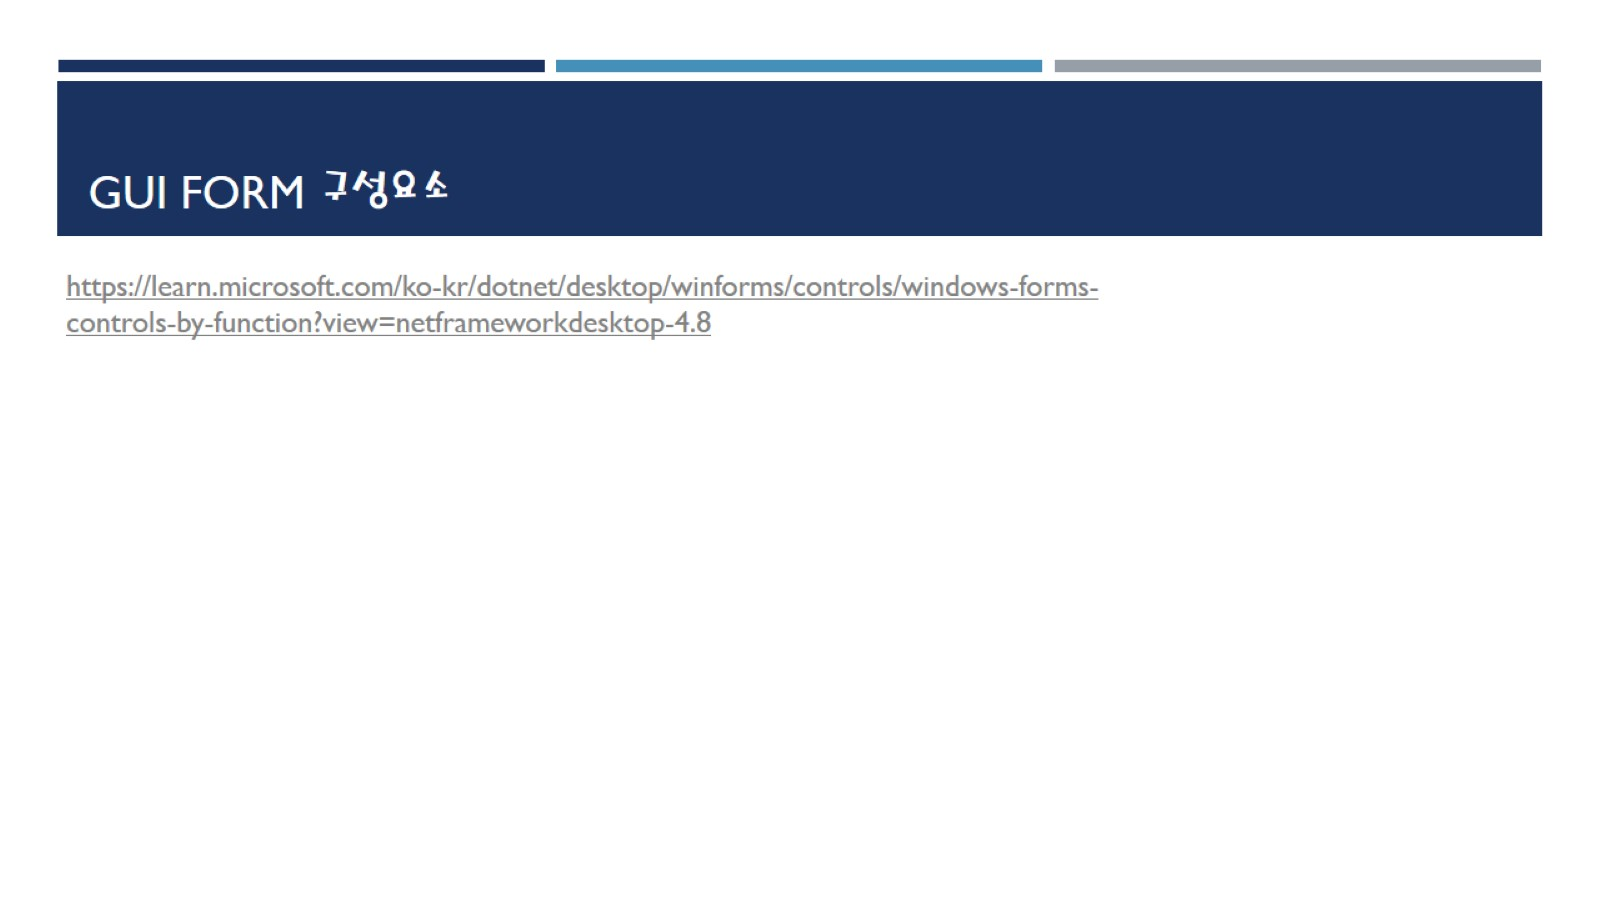 GUI FORM 구성요소
https://learn.microsoft.com/ko-kr/dotnet/desktop/winforms/controls/windows-forms-
controls-by-function?view=netframeworkdesktop-4.8